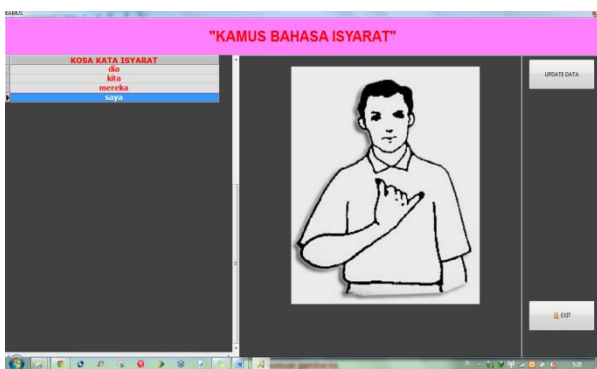 KAMUS
"KAMUS BAHASA ISYARAT"
KOSA KATA ISYARAT
dia
kita
mereka
saya
UPDATE DATA
EXIT